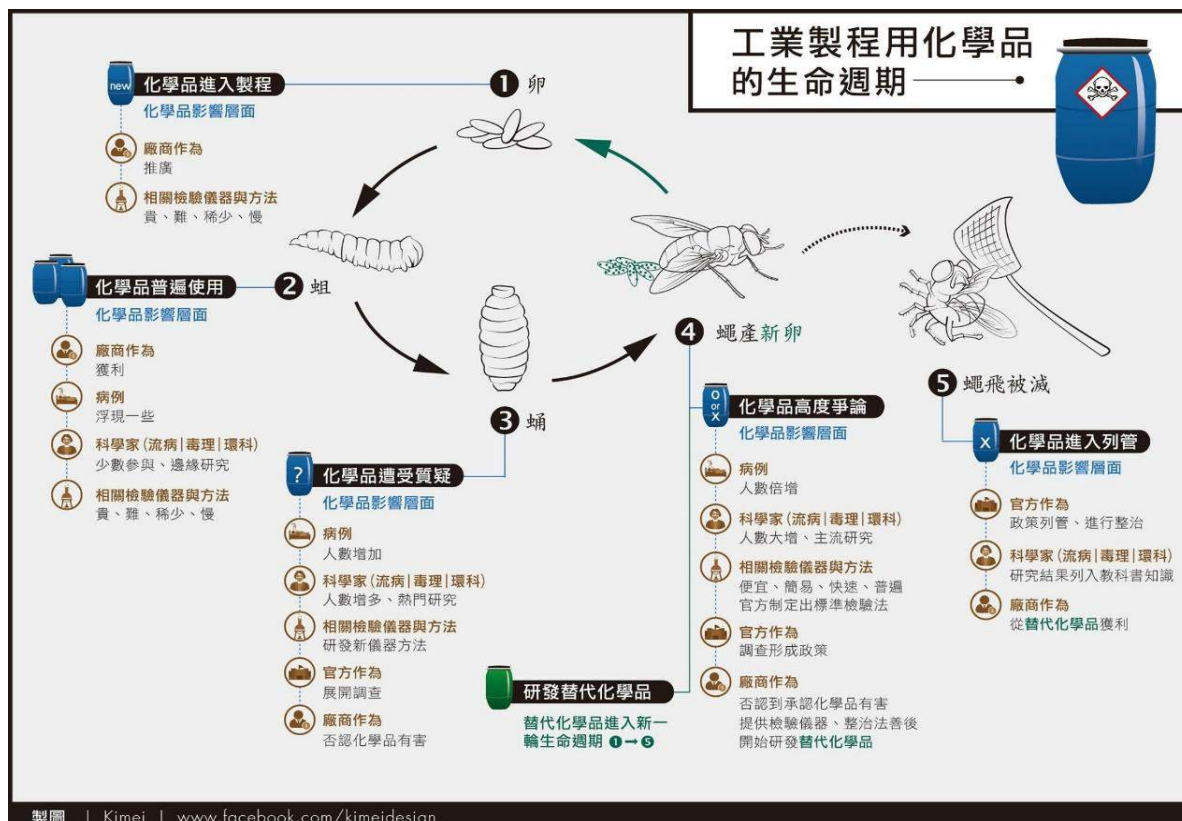 工業製程用化學品
的生命週期
new
化學品進入製程
化學品影響層面
廠商作為
推廣
相關檢驗儀器與方法
貴、難、稀少、慢
1 卵
化學品普遍使用
化學品影響層面
2 蛆
廠商作為
獲利
病例
浮現一些
科學家(流病|毒理|環科)
少數參與、邊緣研究
相關檢驗儀器與方法
貴、難、稀少、慢
3 蛹
?
化學品遭受質疑
化學品影響層面
病例
人數增加
科學家(流病|毒理|環科)
人數增多、熱門研究
相關檢驗儀器與方法
研發新儀器方法
官方作為
展開調查
廠商作為
否認化學品有害
4 蠅產新卵
O
or
X
化學品高度爭論
化學品影響層面
病例
人數倍增
科學家(流病|毒理|環科)
人數大增、主流研究
相關檢驗儀器與方法
便宜、簡易、快速、普遍
官方制定出標準檢驗法
官方作為
調查形成政策
廠商作為
否認到承認化學品有害
提供檢驗儀器、整治法善後
開始研發替代化學品
研發替代化學品
替代化學品進入新一
輪生命週期 1→5
5 蠅飛被滅
X
化學品進入列管
化學品影響層面
官方作為
政策列管、進行整治
科學家(流病|毒理|環科)
研究結果列入教科書知識
廠商作為
從替代化學品獲利
製圖 | Kimei | www.facebook.com/kimeidesign